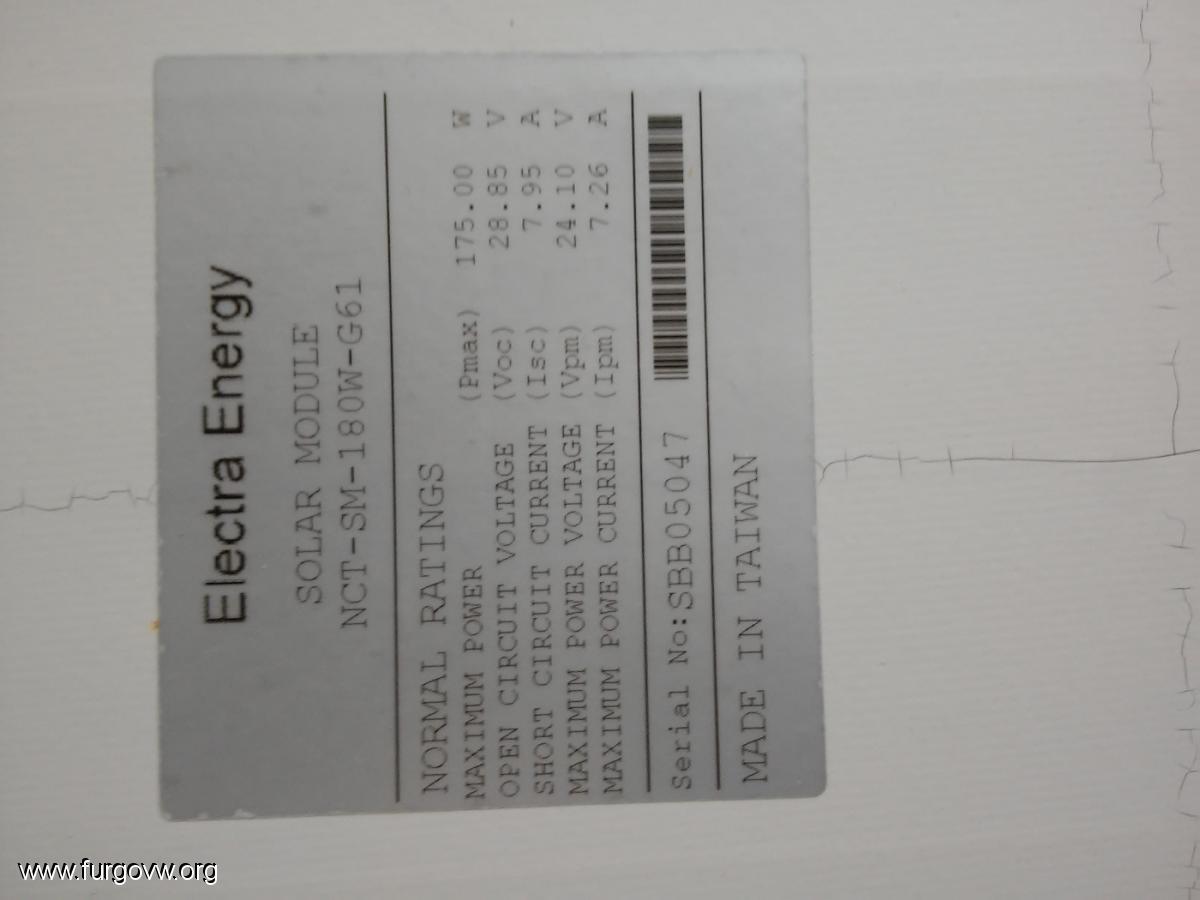 Electra Energy
SOLAR MODULE
NCT-SM-180W-G61
NORMAL RATINGS
MAXIMUM POWER (Pmax) 175.00 W
OPEN CIRCUIT VOLTAGE (Voc) 28.85 V
SHORT CIRCUIT CURRENT (Isc) 7.95 A
MAXIMUM POWER VOLTAGE (Vpm) 24.10 V
MAXIMUM POWER CURRENT (Ipm) 7.26 A
Serial No:SBB05047
MADE IN TAIWAN
www.furgovw.org